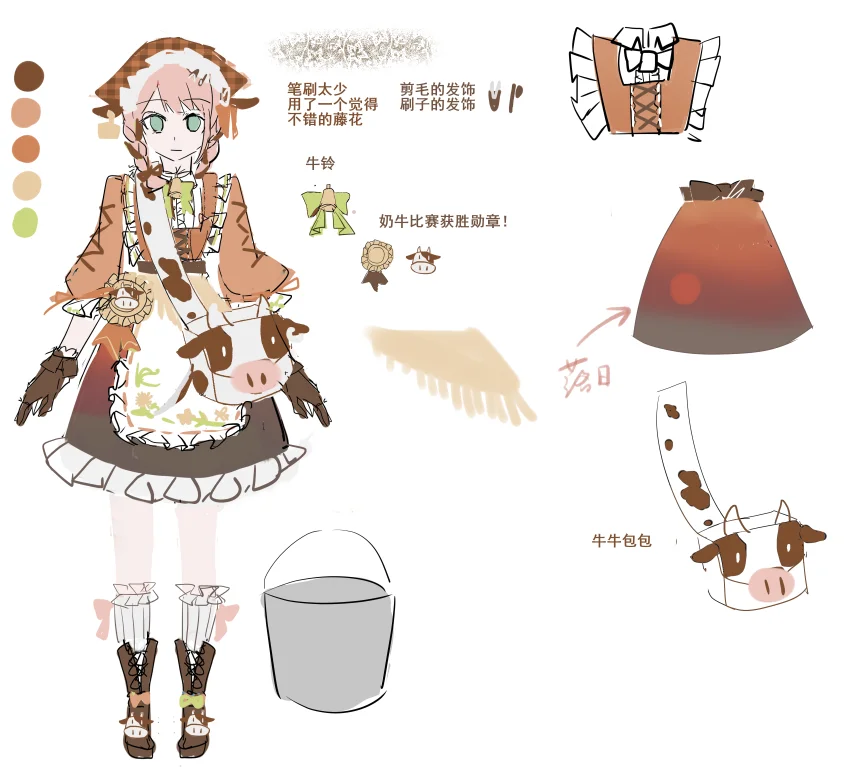 笔刷太少
用了一个觉得
不错的藤花
剪毛的发饰
刷子的发饰
牛铃
奶牛比赛获胜勋章！
落日
牛牛包包